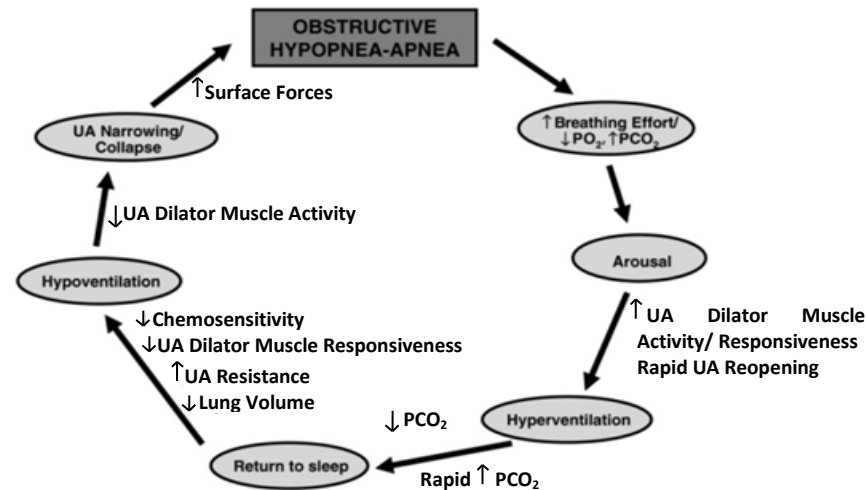 OBSTRUCTIVE
HYPOPNEA-APNEA
↑Surface Forces
UA Narrowing/
Collapse
↑Breathing Effort/
↓PO₂, ↑PCO₂
↓UA Dilator Muscle Activity
Arousal
Hypoventilation
↑UA Dilator Muscle
Activity/ Responsiveness
Rapid UA Reopening
↓Chemosensitivity
↓UA Dilator Muscle Responsiveness
↑UA Resistance
↓Lung Volume
Hyperventilation
↓ PCO₂
Return to sleep
Rapid ↑ PCO₂